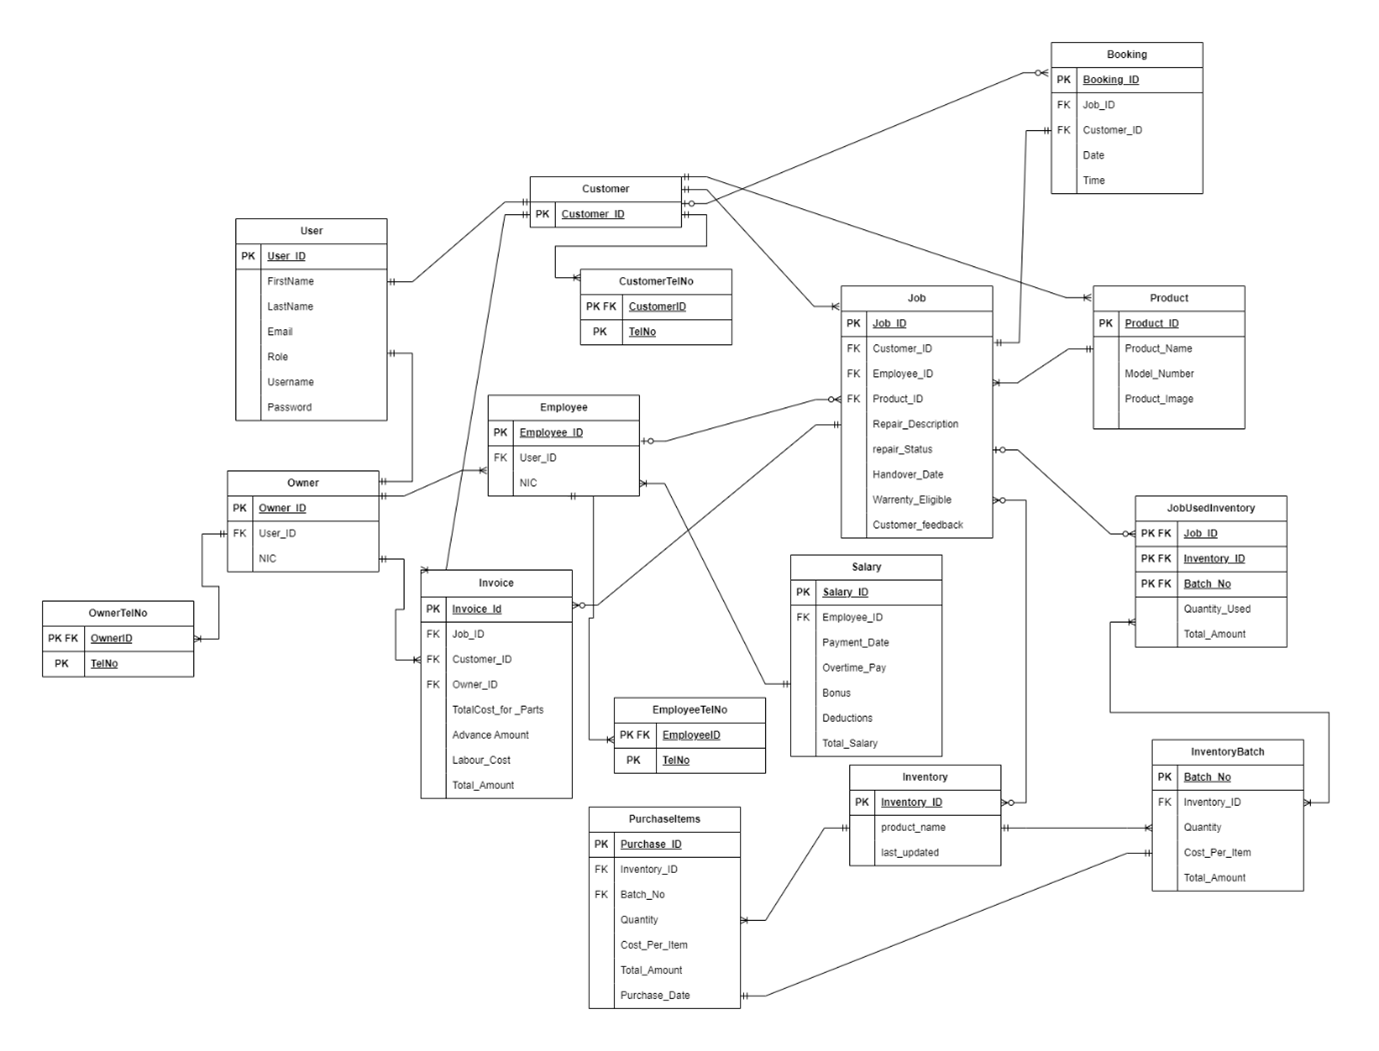 Booking
PK Booking_ID
FK Job_ID
FK Customer_ID
Date
Time
Customer
PK Customer_ID
User
PK User_ID
FirstName
LastName
Email
Role
Username
Password
CustomerTelNo
PK FK CustomerID
PK TelNo
Job
PK Job_ID
FK Customer_ID
FK Employee_ID
FK Product_ID
Repair_Description
repair_Status
Handover_Date
Warrenty_Eligible
Customer_feedback
Product
PK Product_ID
Product_Name
Model_Number
Product_Image
Employee
PK Employee_ID
FK User_ID
NIC
Owner
PK Owner_ID
FK User_ID
NIC
JobUsedInventory
PK FK Job_ID
PK FK Inventory_ID
PK FK Batch_No
Quantity_Used
Total_Amount
OwnerTelNo
PK FK OwnerID
PK TelNo
Invoice
PK Invoice_Id
FK Job_ID
FK Customer_ID
FK Owner_ID
TotalCost_for _Parts
Advance Amount
Labour_Cost
Total_Amount
Salary
PK Salary_ID
FK Employee_ID
Payment_Date
Overtime_Pay
Bonus
Deductions
Total_Salary
EmployeeTelNo
PK FK EmployeeID
PK TelNo
Inventory
PK Inventory_ID
product_name
last_updated
InventoryBatch
PK Batch_No
FK Inventory_ID
Quantity
Cost_Per_Item
Total_Amount
PurchaseItems
PK Purchase_ID
FK Inventory_ID
FK Batch_No
Quantity
Cost_Per_Item
Total_Amount
Purchase_Date